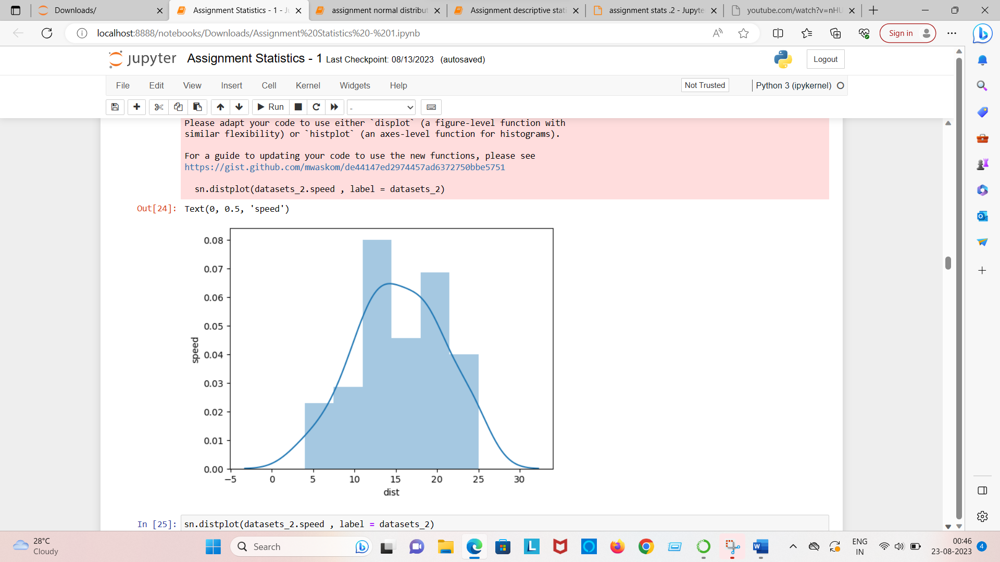 Downloads/
Assignment Statistics - 1 - Ju
assignment normal distribut
Assignment descriptive stati
assignment stats .2 - Jupyte
youtube.com/watch?v=nHU
localhost:8888/notebooks/Downloads/Assignment%20Statistics%20-%201.ipynb
Sign in
jupyter Assignment Statistics - 1 Last Checkpoint: 08/13/2023 (autosaved)
Logout
File Edit View Insert Cell Kernel Widgets Help
Not Trusted
Python 3 (ipykernel)
Run
-
Please adapt your code to use either `displot` (a figure-level function with
similar flexibility) or `histplot` (an axes-level function for histograms).
For a guide to updating your code to use the new functions, please see
https://gist.github.com/mwaskom/de44147ed2974457ad6372750bbe5751
sn.distplot(datasets_2.speed , label = datasets_2)
Out[24]: Text(0, 0.5, 'speed')
0.08
0.07
0.06
0.05
0.04
0.03
0.02
0.01
0.00
speed
−5 0 5 10 15 20 25 30
dist
In [25]: sn.distplot(datasets_2.speed , label = datasets_2)
28°C
Cloudy
Search
ENG
IN
00:46
23-08-2023
4